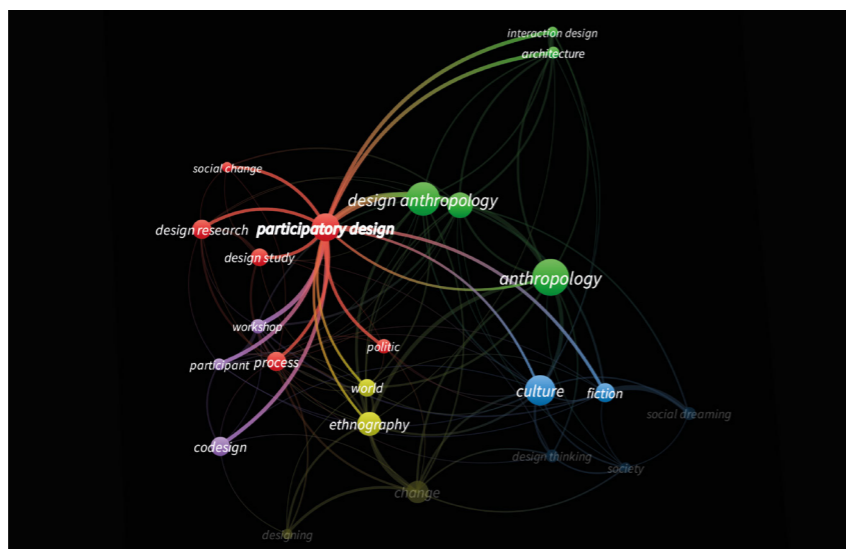 interaction design
architecture
social change
design anthropology
participatory design
design research
design study
anthropology
workshop
politic
participant
process
world
culture
fiction
social dreaming
ethnography
codesign
design thinking
society
change
designing